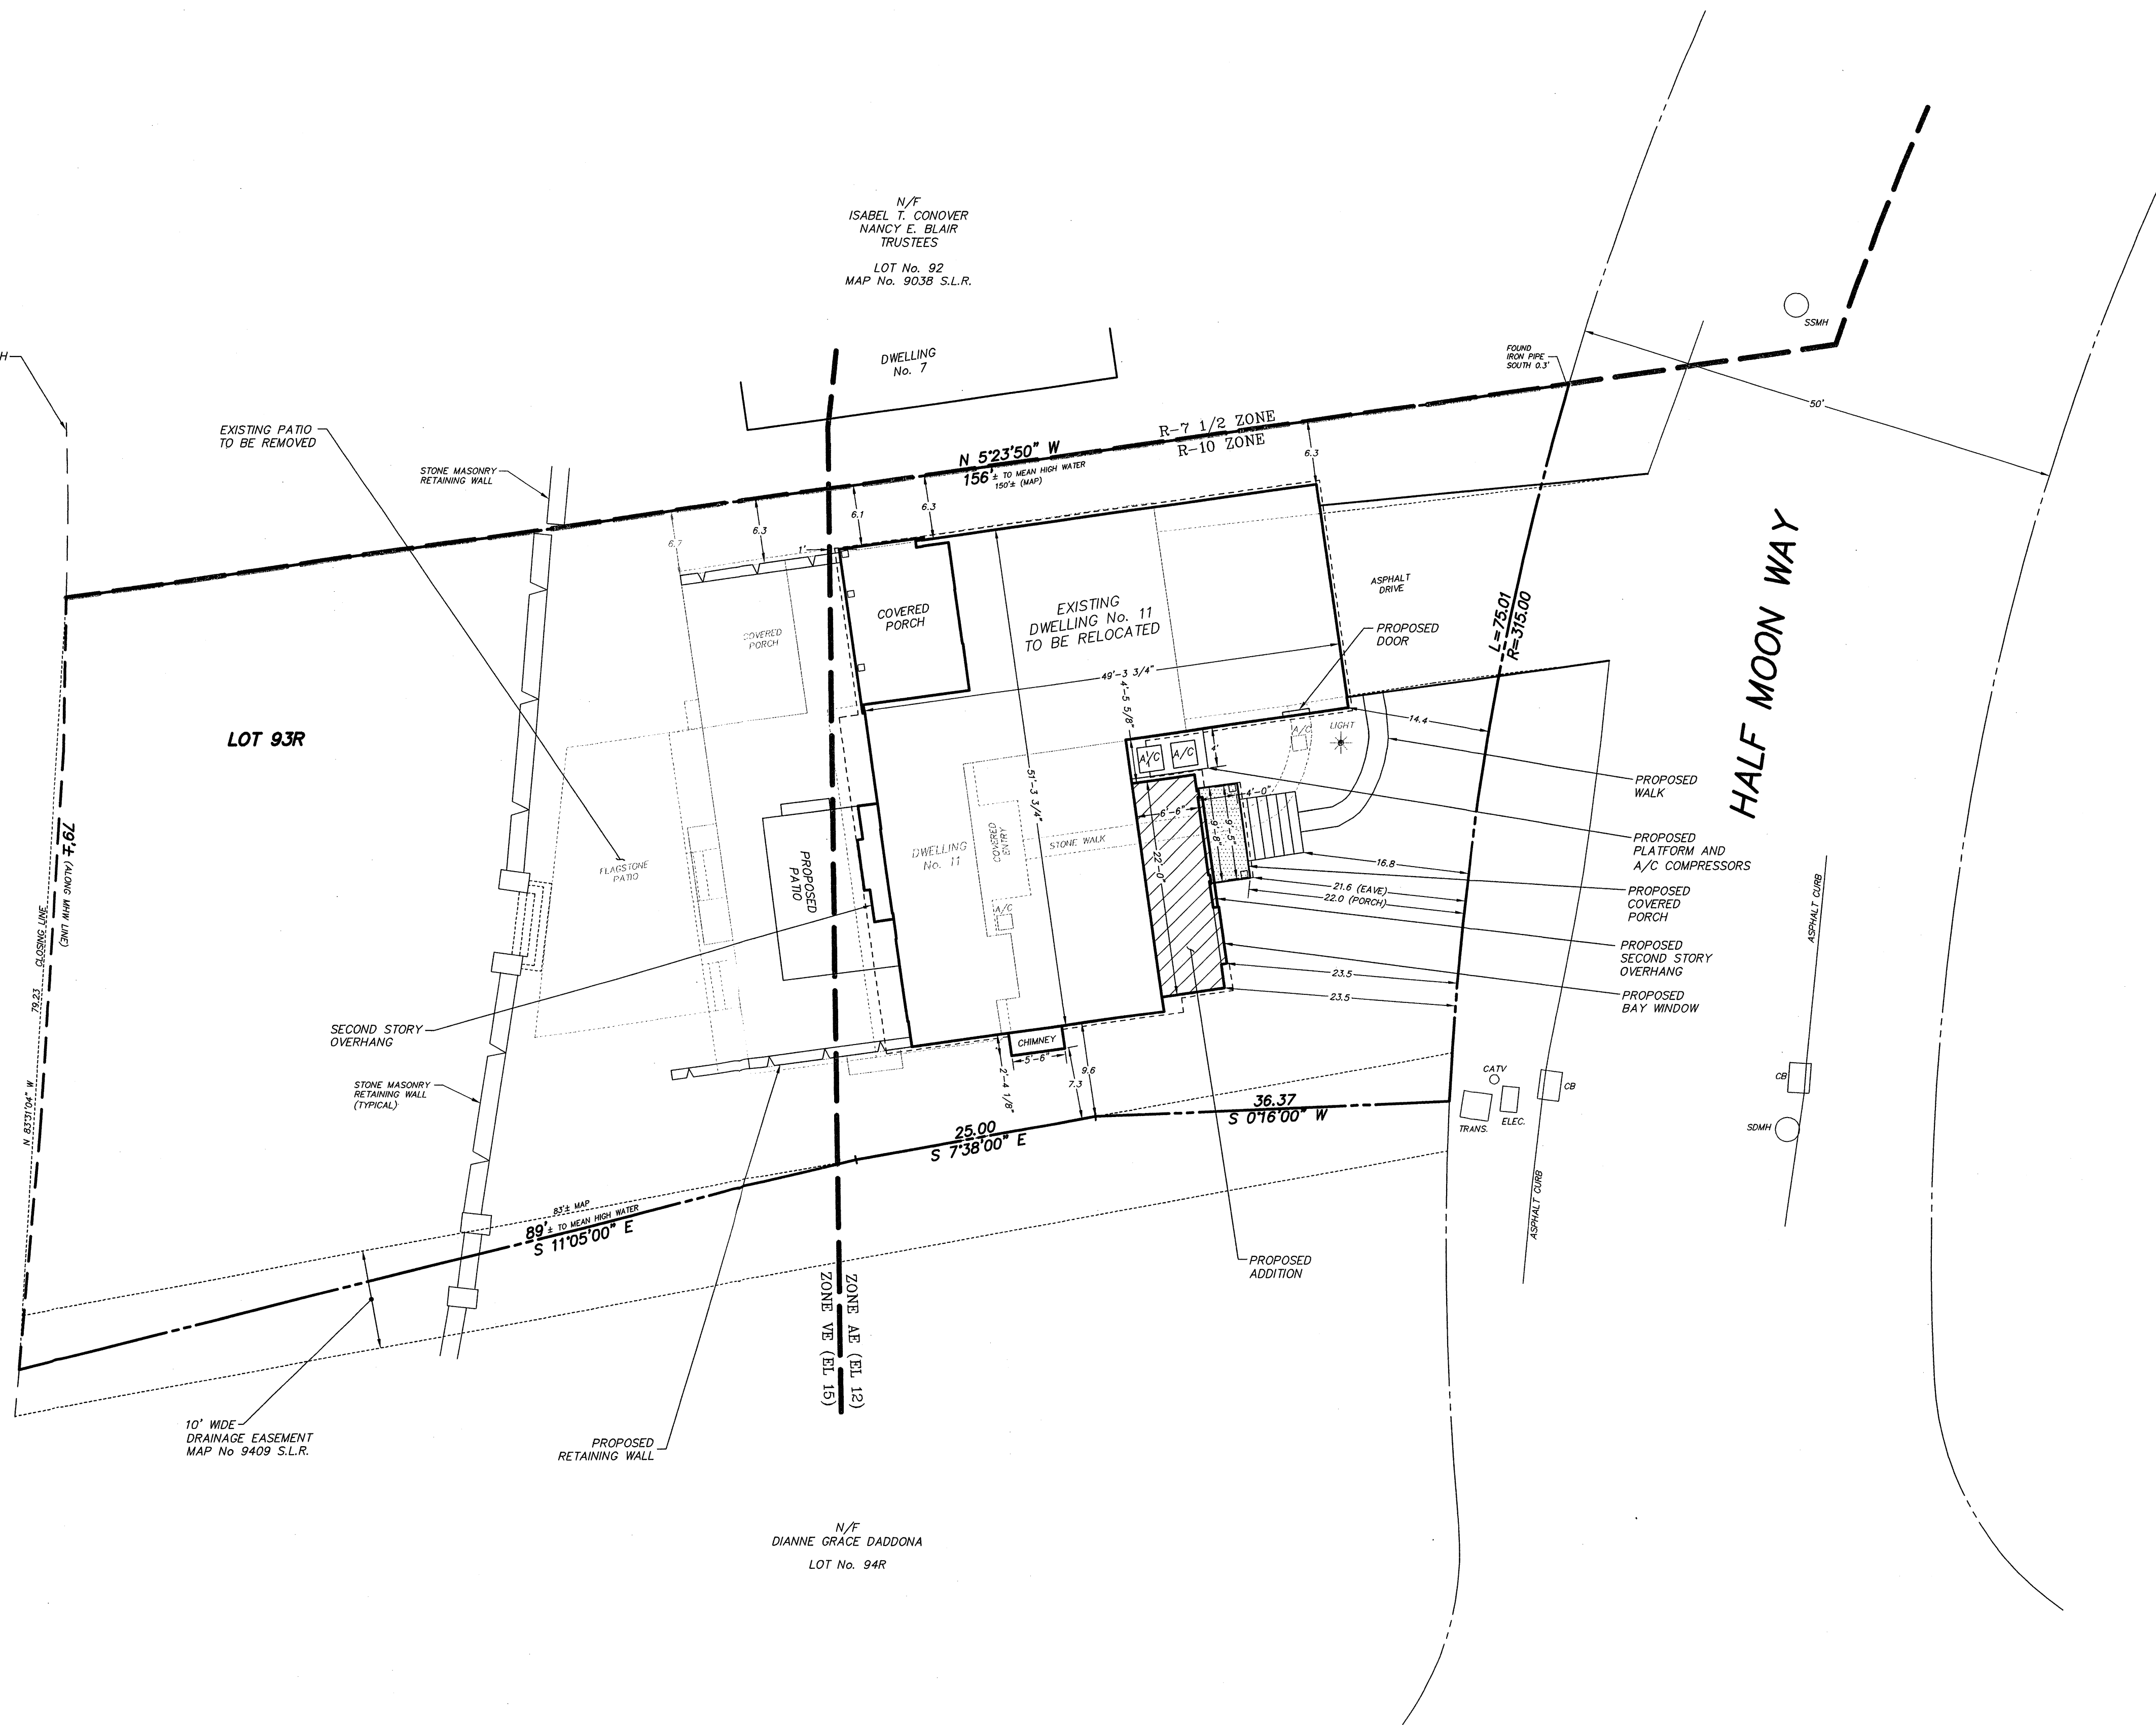 N/F
ISABEL T. CONOVER
NANCY E. BLAIR
TRUSTEES
LOT No. 92
MAP No. 9038 S.L.R.
SSMH
DWELLING
No. 7
FOUND
IRON PIPE
SOUTH 0.3'
H
50'
EXISTING PATIO
TO BE REMOVED
R-7 1/2 ZONE
R-10 ZONE
N 5°23'50" W
156'± TO MEAN HIGH WATER
150'± (MAP)
6.3
STONE MASONRY
RETAINING WALL
6.7
6.3
6.1
6.3
1'
HALF MOON WAY
ASPHALT
DRIVE
L=75.01
R=315.00
COVERED
PORCH
COVERED
PORCH
EXISTING
DWELLING No. 11
TO BE RELOCATED
PROPOSED
DOOR
49'-3 3/4"
4'-5 5/8"
14.4
LOT 93R
A/C
LIGHT
A/C
A/C
4'
51'-3 3/4"
PROPOSED
WALK
4'-0"
6'-6"
9'-8"
9'-5"
22'-0"
PROPOSED
PLATFORM AND
A/C COMPRESSORS
COVERED
ENTRY
STONE WALK
DWELLING
No. 11
79'± (ALONG MHW LINE)
FLAGSTONE
PATIO
PROPOSED
PATIO
16.8
21.6 (EAVE)
22.0 (PORCH)
PROPOSED
COVERED
PORCH
A/C
ASPHALT CURB
PROPOSED
SECOND STORY
OVERHANG
N 83°31'04" W
79.23
CLOSING LINE
23.5
23.5
PROPOSED
BAY WINDOW
SECOND STORY
OVERHANG
CHIMNEY
5'-6"
2'-4 1/8"
7.3
9.6
STONE MASONRY
RETAINING WALL
(TYPICAL)
CATV
CB
CB
TRANS.
ELEC.
SDMH
36.37
S 0°16'00" W
25.00
S 7°38'00" E
ASPHALT CURB
83'± MAP
89'± TO MEAN HIGH WATER
S 11°05'00" E
PROPOSED
ADDITION
ZONE AE (EL 12)
ZONE VE (EL 15)
10' WIDE
DRAINAGE EASEMENT
MAP No 9409 S.L.R.
PROPOSED
RETAINING WALL
N/F
DIANNE GRACE DADDONA
LOT No. 94R